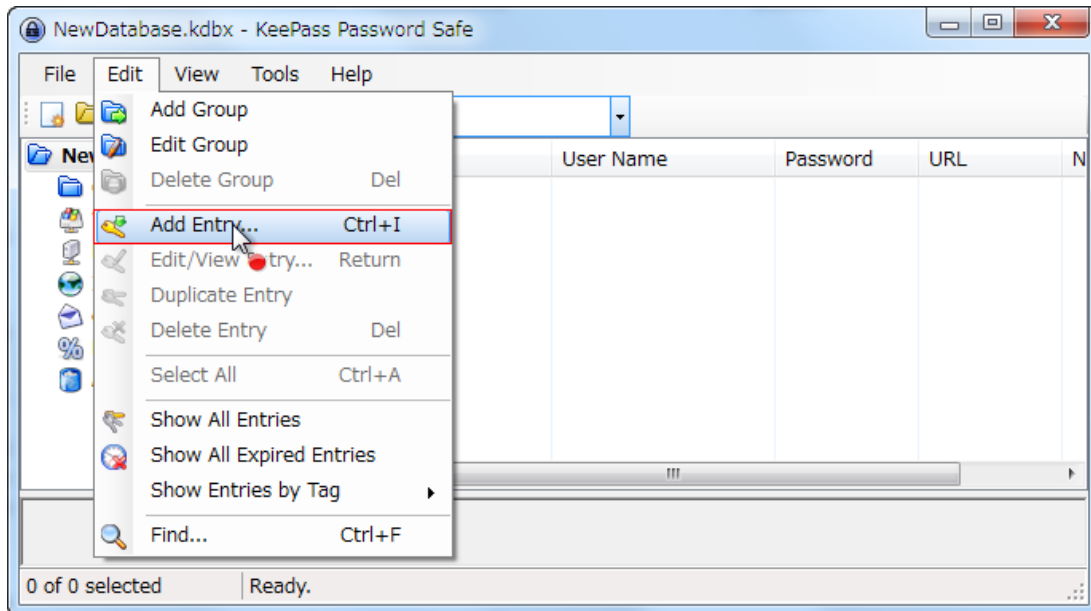 NewDatabase.kdbx - KeePass Password Safe
File Edit View Tools Help
Add Group
New User Name Password URL N
Edit Group
Delete Group Del
Add Entry... Ctrl+I
Edit/View try... Return
Duplicate Entry
Delete Entry Del
Select All Ctrl+A
Show All Entries
Show All Expired Entries
Show Entries by Tag
Find... Ctrl+F
0 of 0 selected Ready.